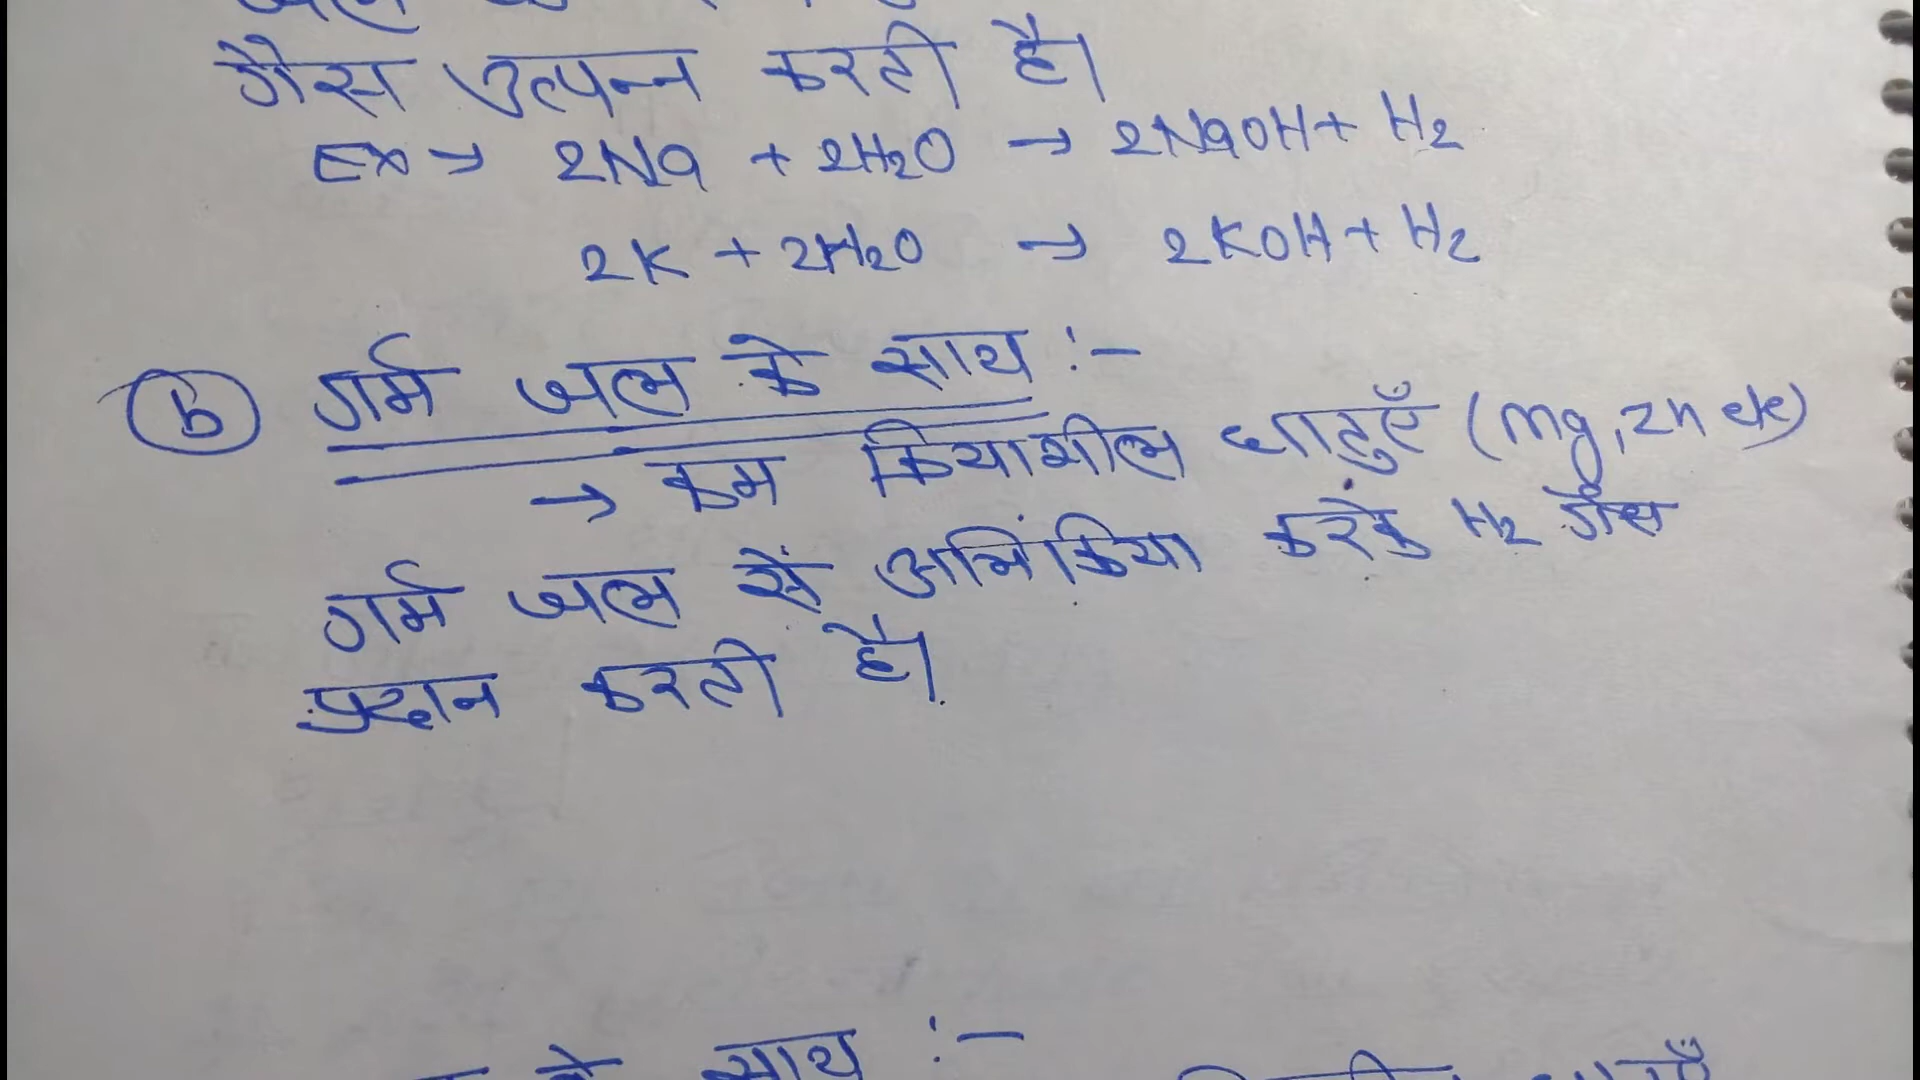 गैस उत्पन्न करती है।
Ex → 2Na + 2H₂O → 2NaOH + H₂
2K + 2H₂O → 2KOH + H₂
(b) गर्म जल के साथ :-
→ कम क्रियाशील धातुएँ (Mg, Zn etc)
गर्म जल से अभिक्रिया करके H₂ गैस
प्रदान करती है।
के साथ :-